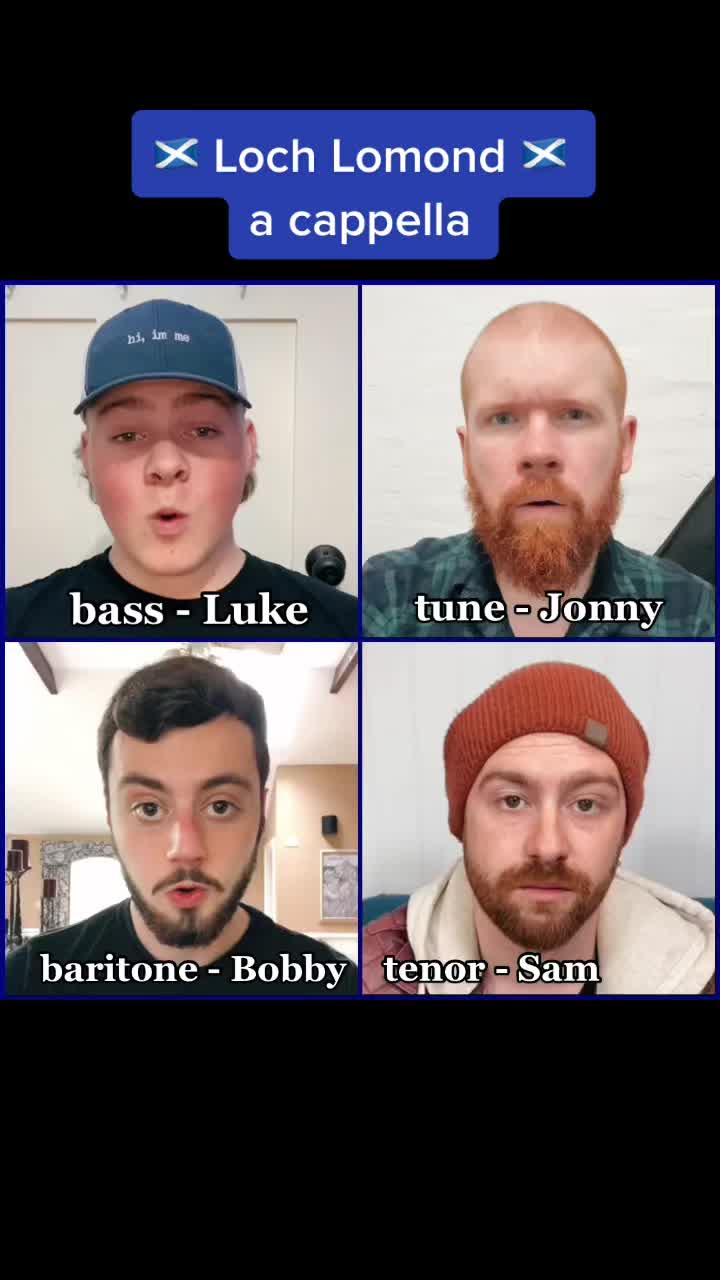 🏴󠁧󠁢󠁳󠁣󠁴󠁿 Loch Lomond 🏴󠁧󠁢󠁳󠁣󠁴󠁿
a cappella
hi, im me
bass - Luke
tune - Jonny
baritone - Bobby
tenor - Sam